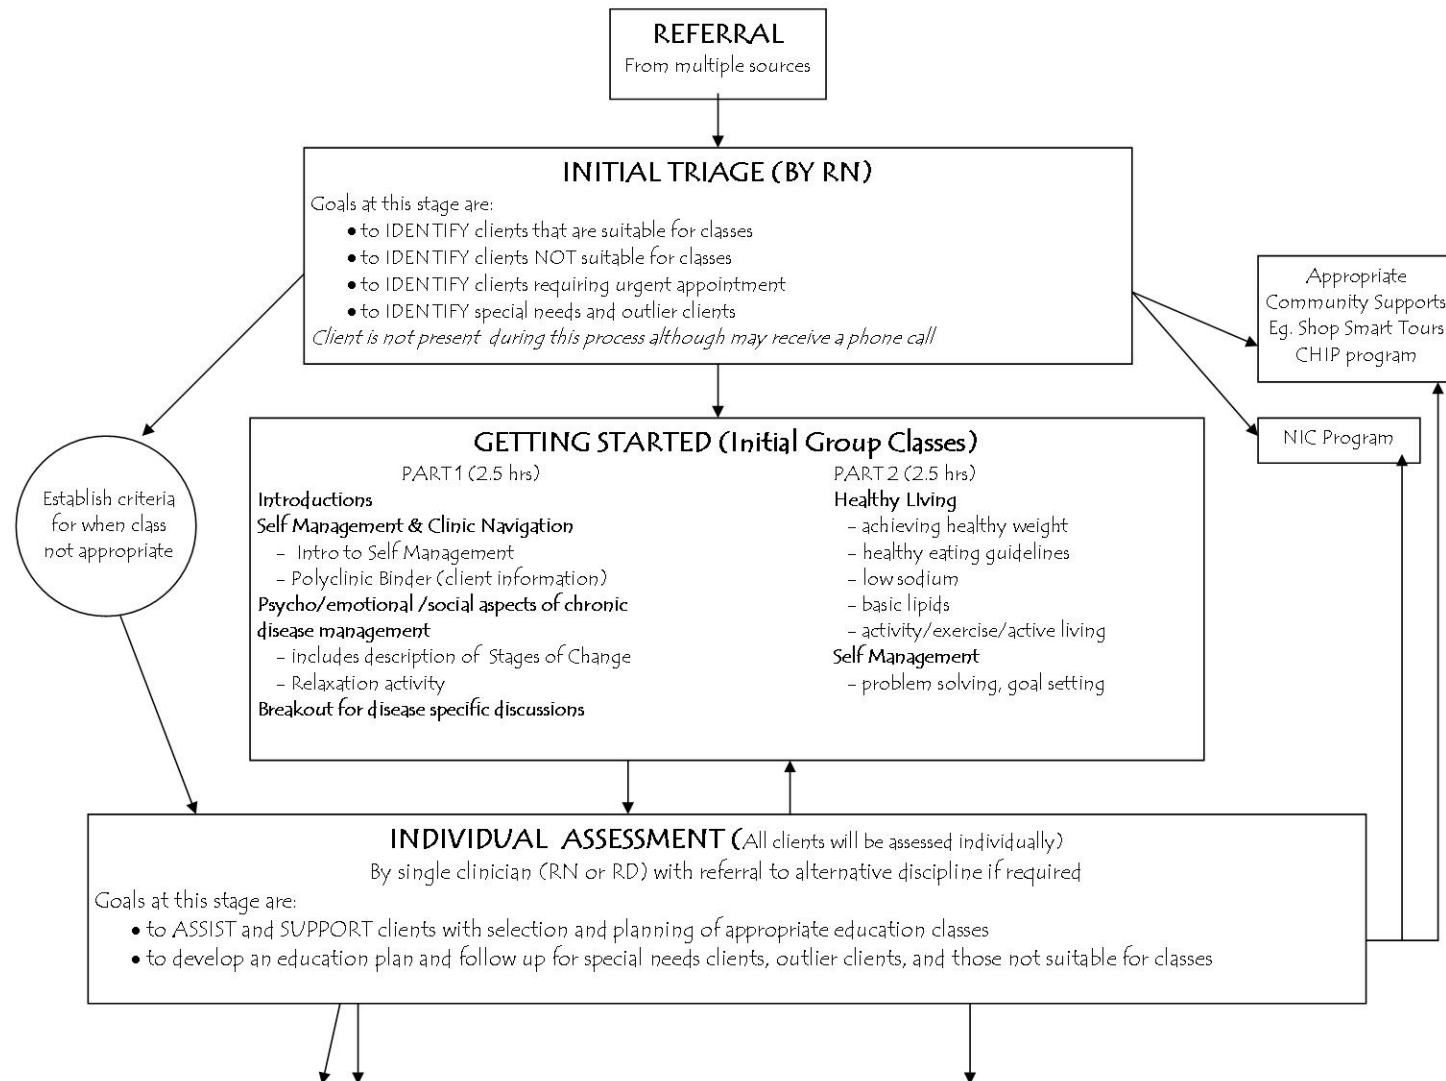 REFERRAL
From multiple sources
INITIAL TRIAGE (BY RN)
Goals at this stage are:
• to IDENTIFY clients that are suitable for classes
• to IDENTIFY clients NOT suitable for classes
• to IDENTIFY clients requiring urgent appointment
• to IDENTIFY special needs and outlier clients
Client is not present during this process although may receive a phone call
Appropriate
Community Supports
Eg. Shop Smart Tours
CHIP program
NIC Program
Establish criteria
for when class
not appropriate
GETTING STARTED (Initial Group Classes)
PART 1 (2.5 hrs)
Introductions
Self Management & Clinic Navigation
- Intro to Self Management
- Polyclinic Binder (client information)
Psycho/emotional /social aspects of chronic
disease management
- includes description of Stages of Change
- Relaxation activity
Breakout for disease specific discussions
PART 2 (2.5 hrs)
Healthy Living
- achieving healthy weight
- healthy eating guidelines
- low sodium
- basic lipids
- activity/exercise/active living
Self Management
- problem solving, goal setting
INDIVIDUAL ASSESSMENT (All clients will be assessed individually)
By single clinician (RN or RD) with referral to alternative discipline if required
Goals at this stage are:
• to ASSIST and SUPPORT clients with selection and planning of appropriate education classes
• to develop an education plan and follow up for special needs clients, outlier clients, and those not suitable for classes